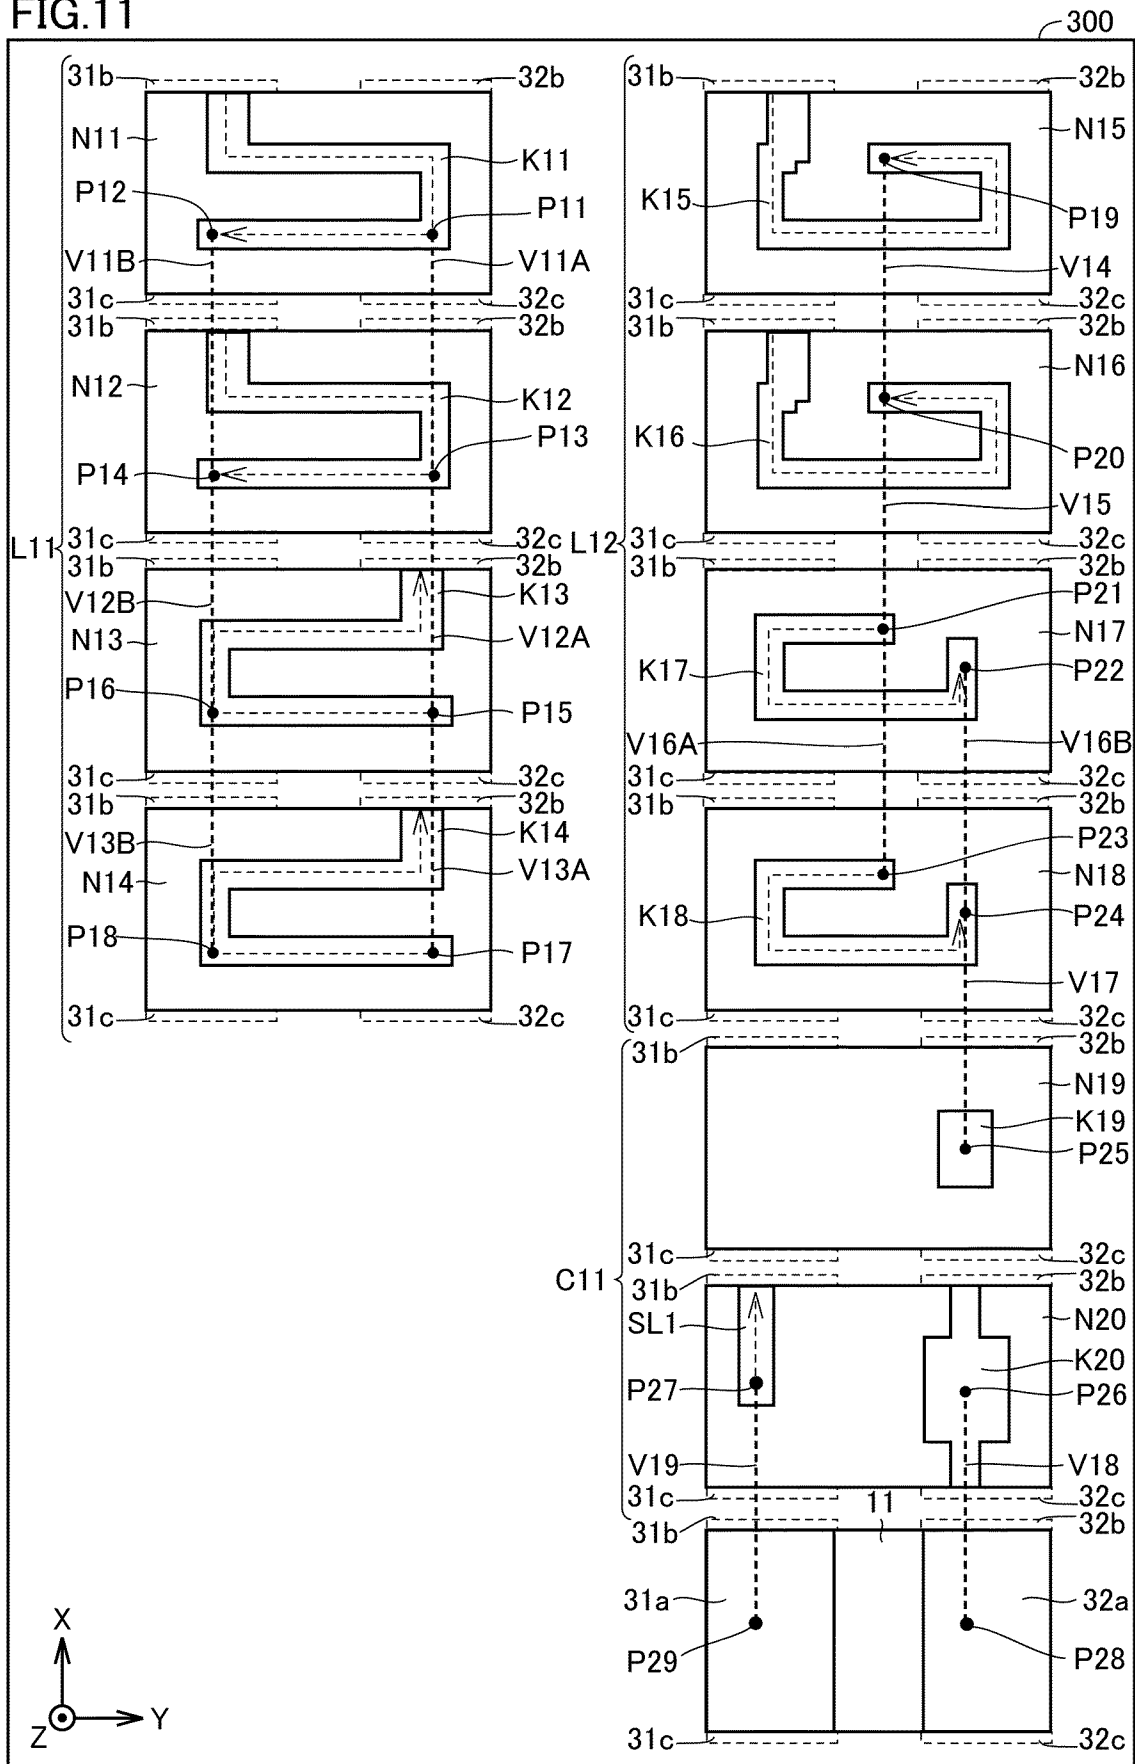 FIG.11
300
31b
32b
N11
K11
P12
P11
V11B
V11A
31c
32c
31b
32b
N12
K12
P13
P14
31c
32c
L11
31b
32b
V12B
K13
N13
V12A
P16
P15
31c
32c
31b
32b
V13B
K14
V13A
N14
P18
P17
31c
32c
31b
32b
N15
K15
P19
V14
31c
32c
31b
32b
N16
K16
P20
V15
L12
31c
32c
31b
32b
P21
N17
K17
P22
V16A
V16B
31c
32c
31b
32b
P23
N18
K18
P24
V17
31c
32c
31b
32b
N19
K19
P25
31c
32c
C11
31b
32b
SL1
N20
K20
P27
P26
V19
V18
31c
11
32c
31b
32b
31a
32a
P29
P28
31c
32c
X
Z
Y